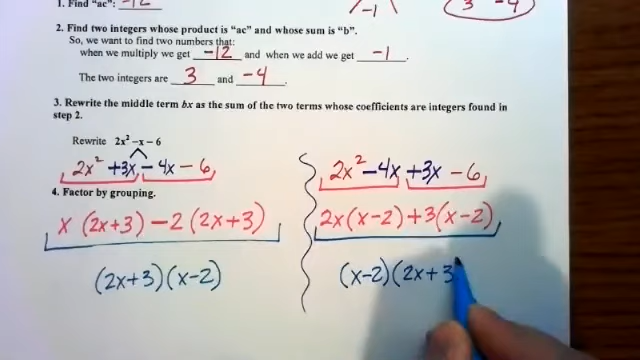 1. Find "ac": -12
-1
3 -4
2. Find two integers whose product is "ac" and whose sum is "b".
So, we want to find two numbers that:
when we multiply we get -12 and when we add we get -1.
The two integers are 3 and -4.
3. Rewrite the middle term bx as the sum of the two terms whose coefficients are integers found in
step 2.
Rewrite 2x² -x - 6
2x² +3x - 4x - 6
2x² - 4x + 3x - 6
4. Factor by grouping.
x (2x+3) - 2 (2x+3)
2x(x-2) + 3(x-2)
(2x+3)(x-2)
(x-2)(2x+3